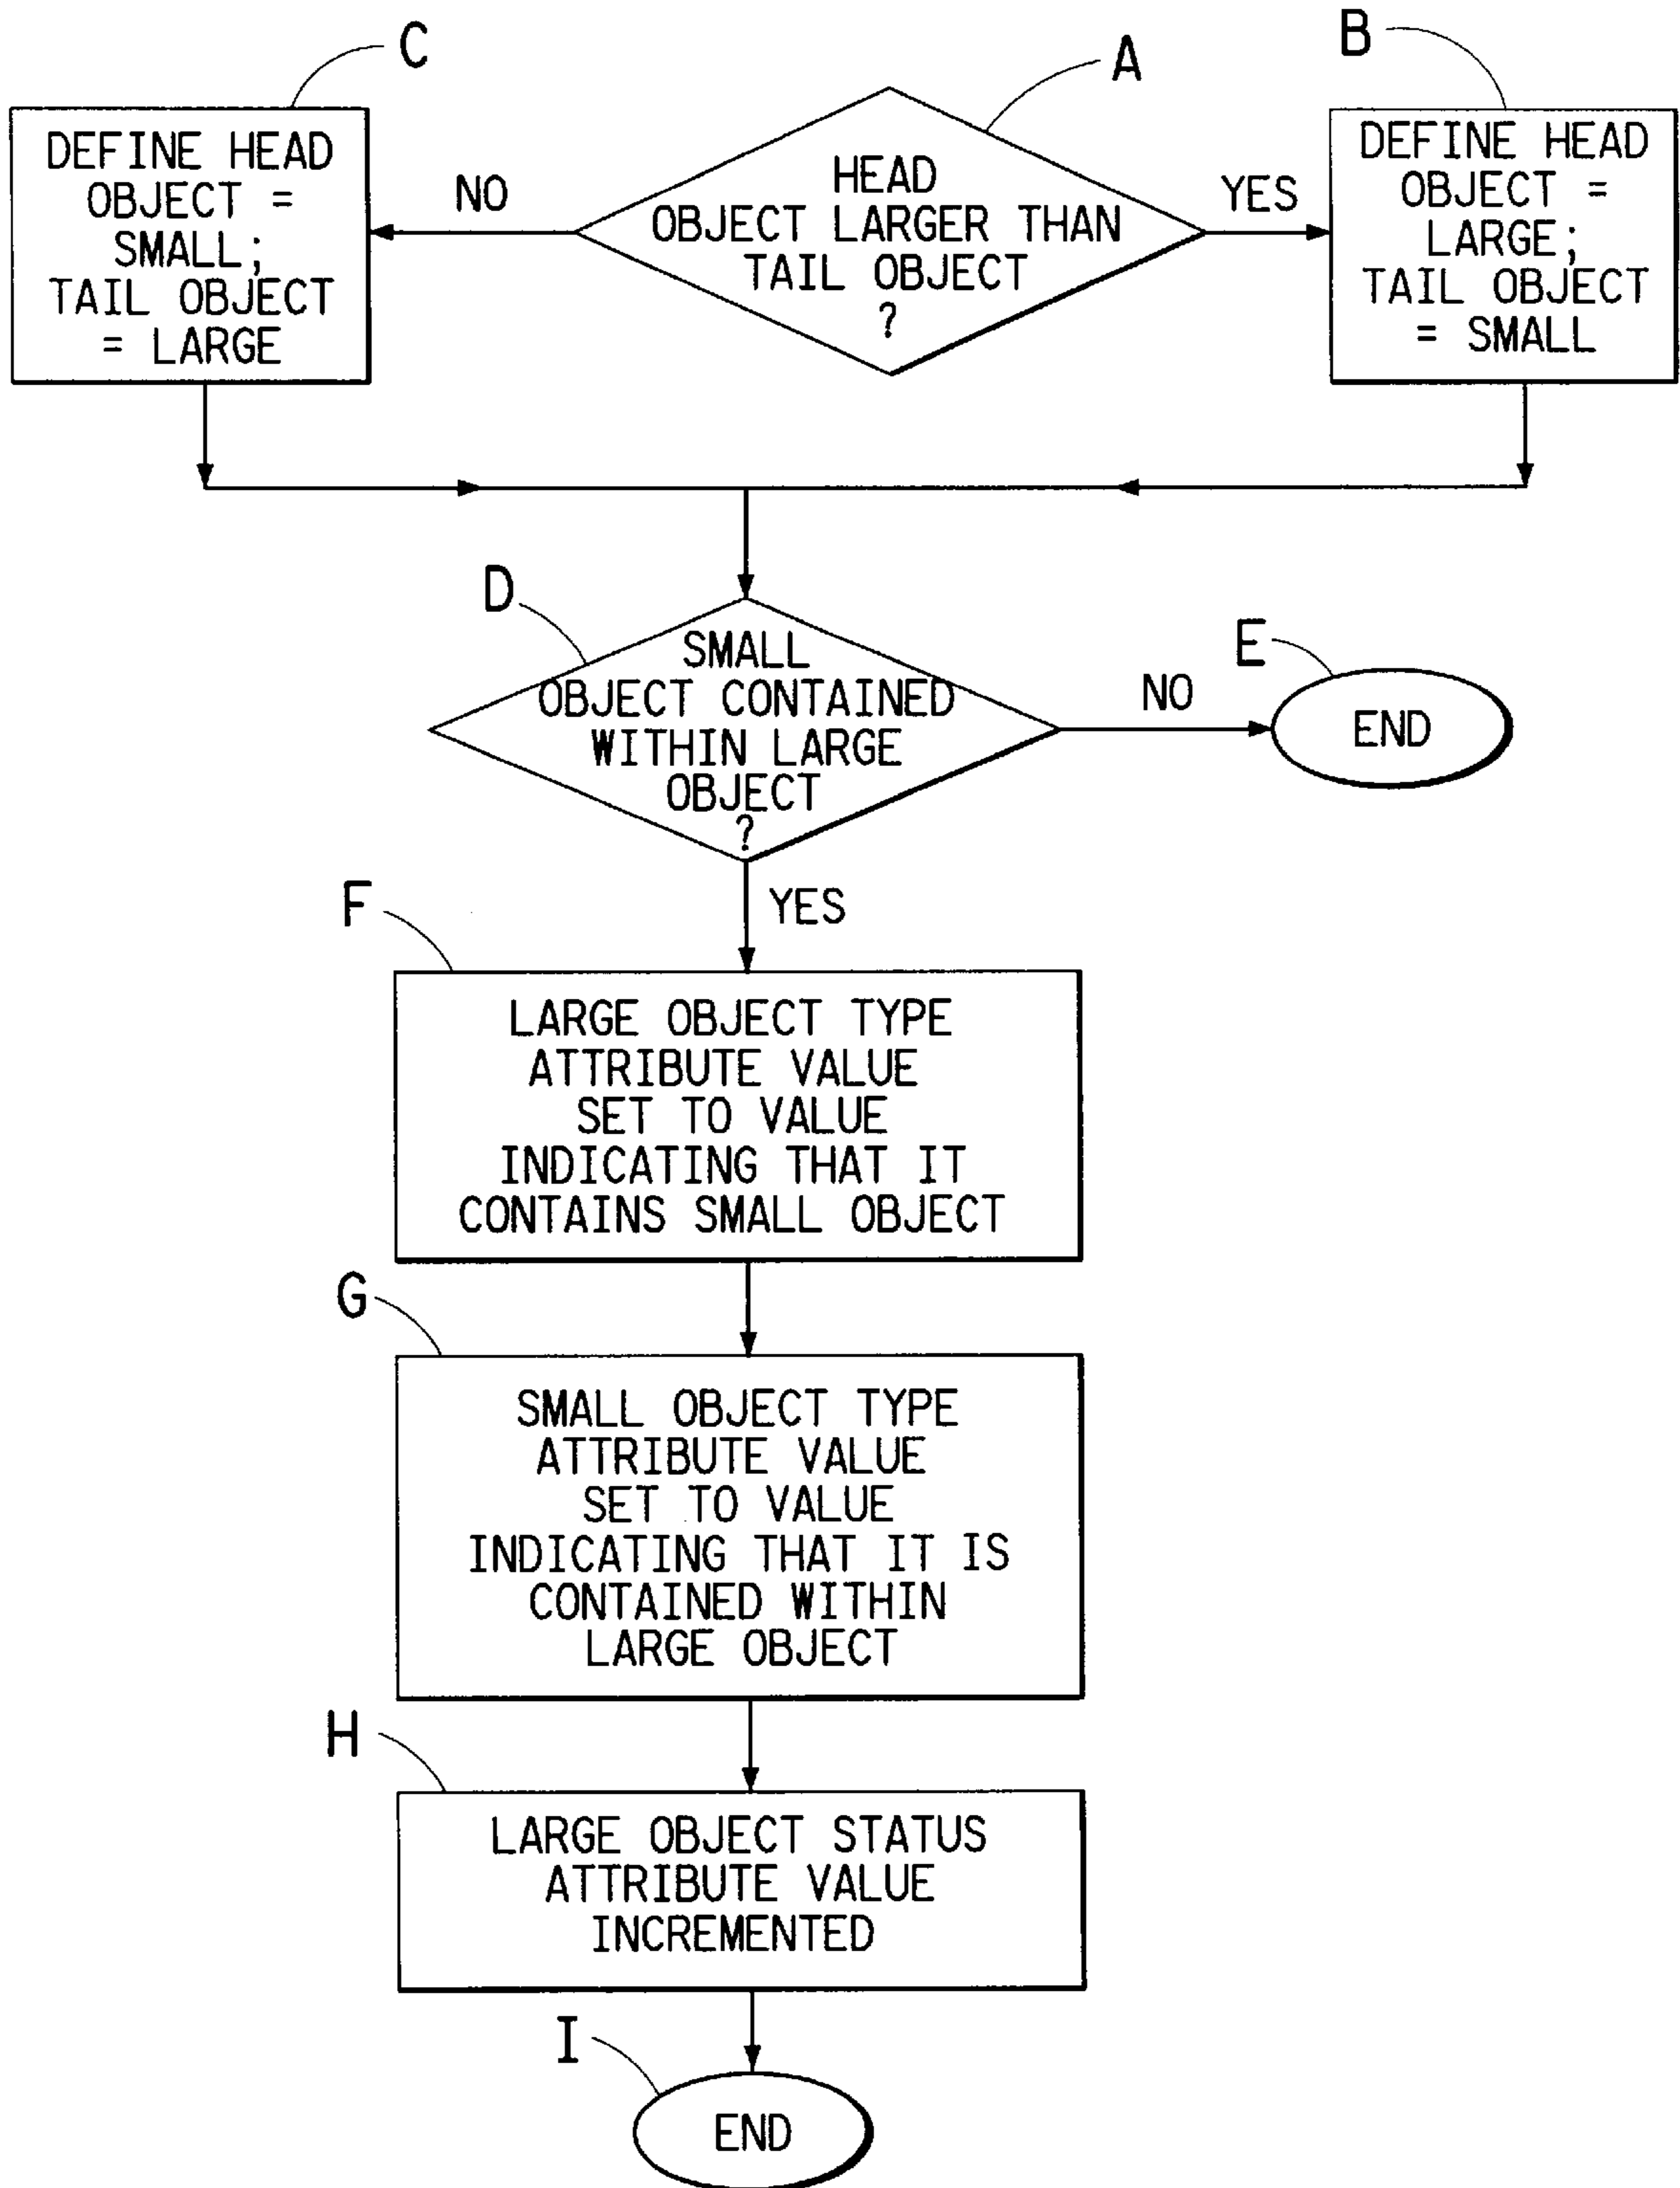 C
DEFINE HEAD
OBJECT =
SMALL;
TAIL OBJECT
= LARGE
NO
A
HEAD
OBJECT LARGER THAN
TAIL OBJECT
?
YES
B
DEFINE HEAD
OBJECT =
LARGE;
TAIL OBJECT
= SMALL
D
SMALL
OBJECT CONTAINED
WITHIN LARGE
OBJECT
?
NO
E
END
YES
F
LARGE OBJECT TYPE
ATTRIBUTE VALUE
SET TO VALUE
INDICATING THAT IT
CONTAINS SMALL OBJECT
G
SMALL OBJECT TYPE
ATTRIBUTE VALUE
SET TO VALUE
INDICATING THAT IT IS
CONTAINED WITHIN
LARGE OBJECT
H
LARGE OBJECT STATUS
ATTRIBUTE VALUE
INCREMENTED
I
END